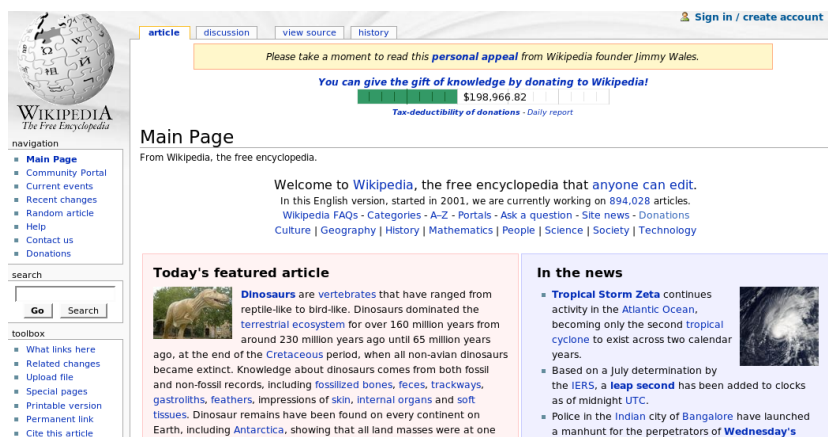 Sign in / create account
article
discussion
view source
history
Please take a moment to read this personal appeal from Wikipedia founder Jimmy Wales.
You can give the gift of knowledge by donating to Wikipedia!
$198,966.82
Tax-deductibility of donations - Daily report
WIKIPEDIA
The Free Encyclopedia
navigation
Main Page
Community Portal
Current events
Recent changes
Random article
Help
Contact us
Donations
search
Go
Search
toolbox
What links here
Related changes
Upload file
Special pages
Printable version
Permanent link
Cite this article
Main Page
From Wikipedia, the free encyclopedia.
Welcome to Wikipedia, the free encyclopedia that anyone can edit.
In this English version, started in 2001, we are currently working on 894,028 articles.
Wikipedia FAQs - Categories - A–Z - Portals - Ask a question - Site news - Donations
Culture | Geography | History | Mathematics | People | Science | Society | Technology
Today's featured article
Dinosaurs are vertebrates that have ranged from
reptile-like to bird-like. Dinosaurs dominated the
terrestrial ecosystem for over 160 million years from
around 230 million years ago until 65 million years
ago, at the end of the Cretaceous period, when all non-avian dinosaurs
became extinct. Knowledge about dinosaurs comes from both fossil
and non-fossil records, including fossilized bones, feces, trackways,
gastroliths, feathers, impressions of skin, internal organs and soft
tissues. Dinosaur remains have been found on every continent on
Earth, including Antarctica, showing that all land masses were at one
In the news
Tropical Storm Zeta continues
activity in the Atlantic Ocean,
becoming only the second tropical
cyclone to exist across two calendar
years.
Based on a July determination by
the IERS, a leap second has been added to clocks
as of midnight UTC.
Police in the Indian city of Bangalore have launched
a manhunt for the perpetrators of Wednesday's